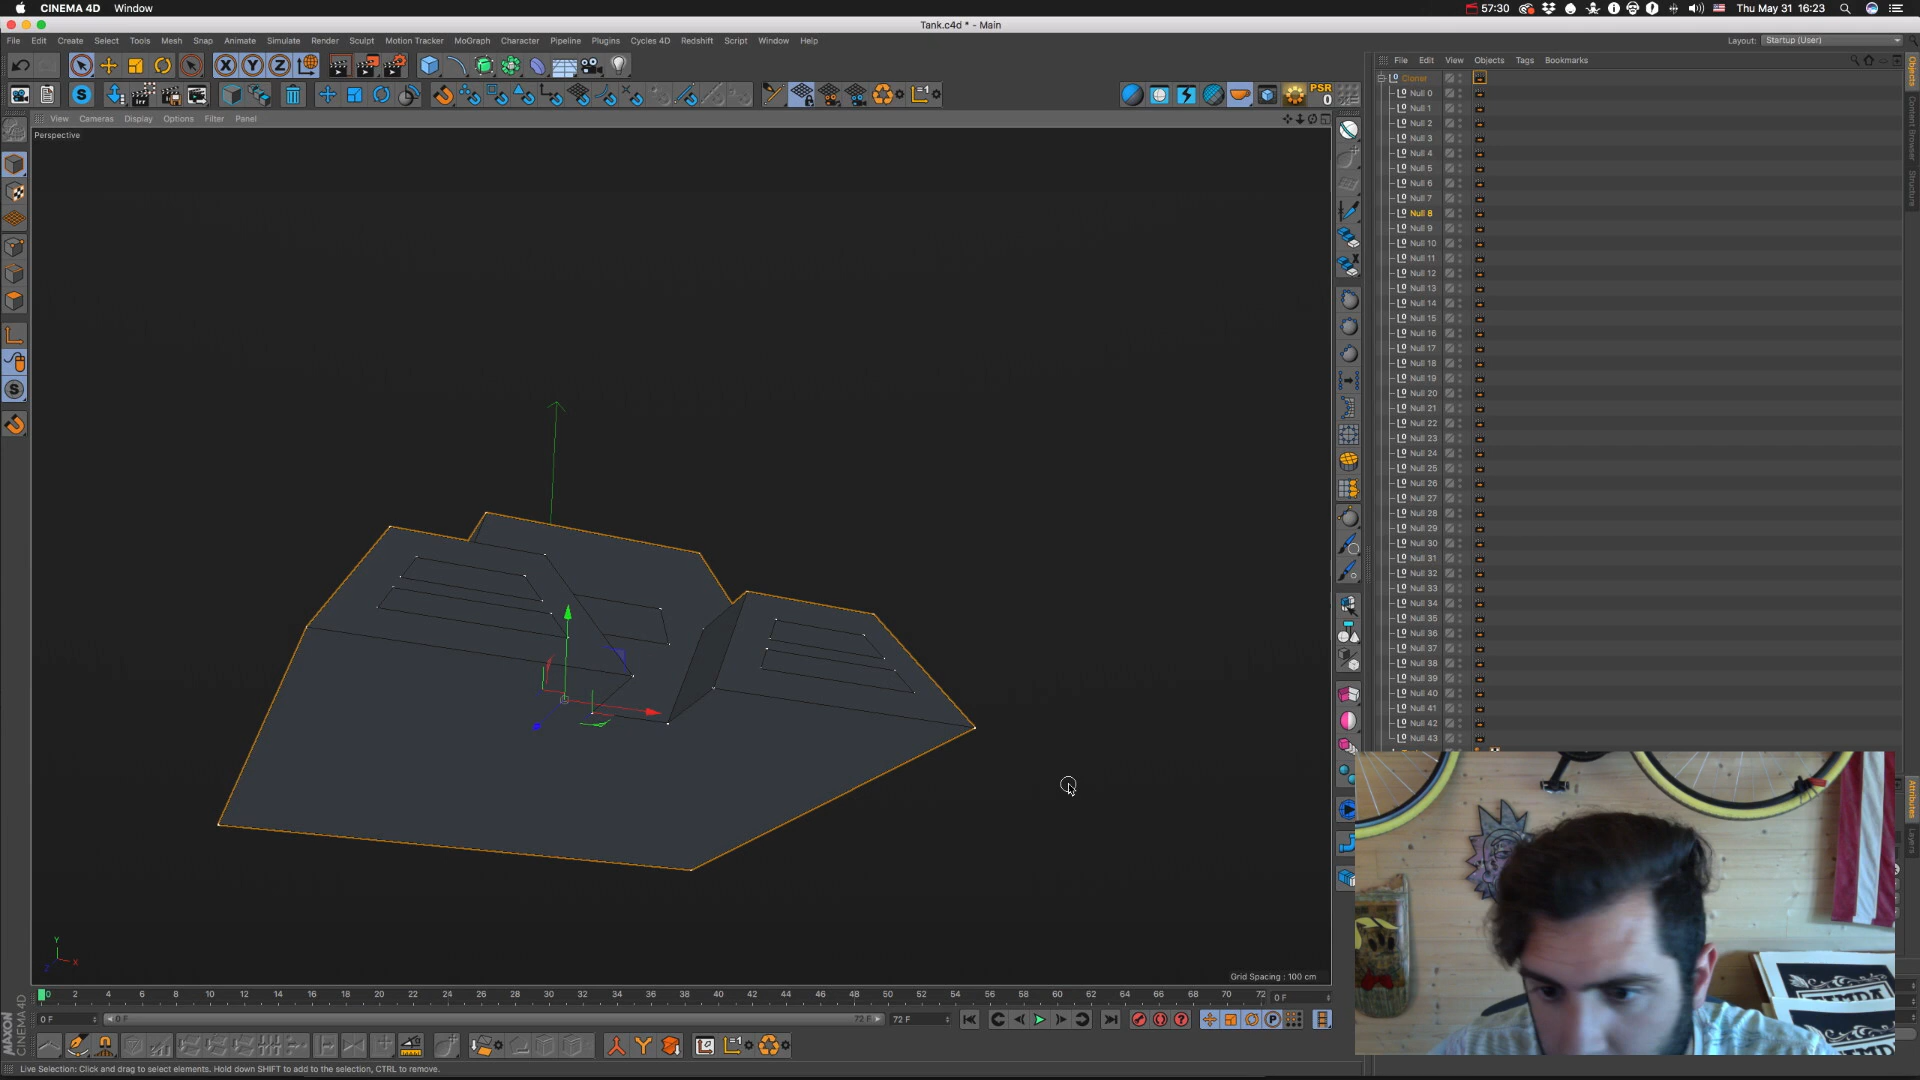 CINEMA 4D Window
57:30 Thu May 31 16:23
Tank.c4d * - Main
File Edit Create Select Tools Mesh Snap Animate Simulate Render Sculpt Motion Tracker MoGraph Character Pipeline Plugins Cycles 4D Redshift Script Window Help
Layout: Startup (User)
PSR
0
File Edit View Objects Tags Bookmarks
Objects
Content Browser
Structure
Attributes
Layers
View Cameras Display Options Filter Panel
Perspective
Cloner
Null 0
Null 1
Null 2
Null 3
Null 4
Null 5
Null 6
Null 7
Null 8
Null 9
Null 10
Null 11
Null 12
Null 13
Null 14
Null 15
Null 16
Null 17
Null 18
Null 19
Null 20
Null 21
Null 22
Null 23
Null 24
Null 25
Null 26
Null 27
Null 28
Null 29
Null 30
Null 31
Null 32
Null 33
Null 34
Null 35
Null 36
Null 37
Null 38
Null 39
Null 40
Null 41
Null 42
Null 43
Y
X
Z
Grid Spacing : 100 cm
0 2 4 6 8 10 12 14 16 18 20 22 24 26 28 30 32 34 36 38 40 42 44 46 48 50 52 54 56 58 60 62 64 66 68 70 72 0 F
0 F 0 F 72 F 72 F
MAXON
CINEMA 4D
Live Selection: Click and drag to select elements. Hold down SHIFT to add to the selection, CTRL to remove.